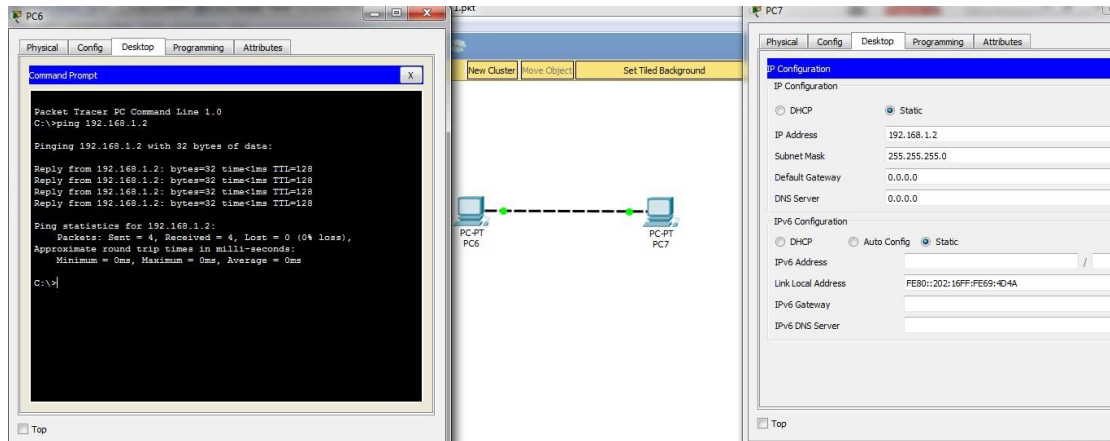 PC6
Physical Config Desktop Programming Attributes
Command Prompt X
Packet Tracer PC Command Line 1.0
C:\>ping 192.168.1.2
Pinging 192.168.1.2 with 32 bytes of data:
Reply from 192.168.1.2: bytes=32 time<1ms TTL=128
Reply from 192.168.1.2: bytes=32 time<1ms TTL=128
Reply from 192.168.1.2: bytes=32 time<1ms TTL=128
Reply from 192.168.1.2: bytes=32 time<1ms TTL=128
Ping statistics for 192.168.1.2:
Packets: Sent = 4, Received = 4, Lost = 0 (0% loss),
Approximate round trip times in milli-seconds:
Minimum = 0ms, Maximum = 0ms, Average = 0ms
C:\>
Top
1.pkt
New Cluster Move Object Set Tiled Background
PC-PT
PC6
PC-PT
PC7
PC7
Physical Config Desktop Programming Attributes
IP Configuration
IP Configuration
DHCP Static
IP Address 192.168.1.2
Subnet Mask 255.255.255.0
Default Gateway 0.0.0.0
DNS Server 0.0.0.0
IPv6 Configuration
DHCP Auto Config Static
IPv6 Address /
Link Local Address FE80::202:16FF:FE69:4D4A
IPv6 Gateway
IPv6 DNS Server
Top